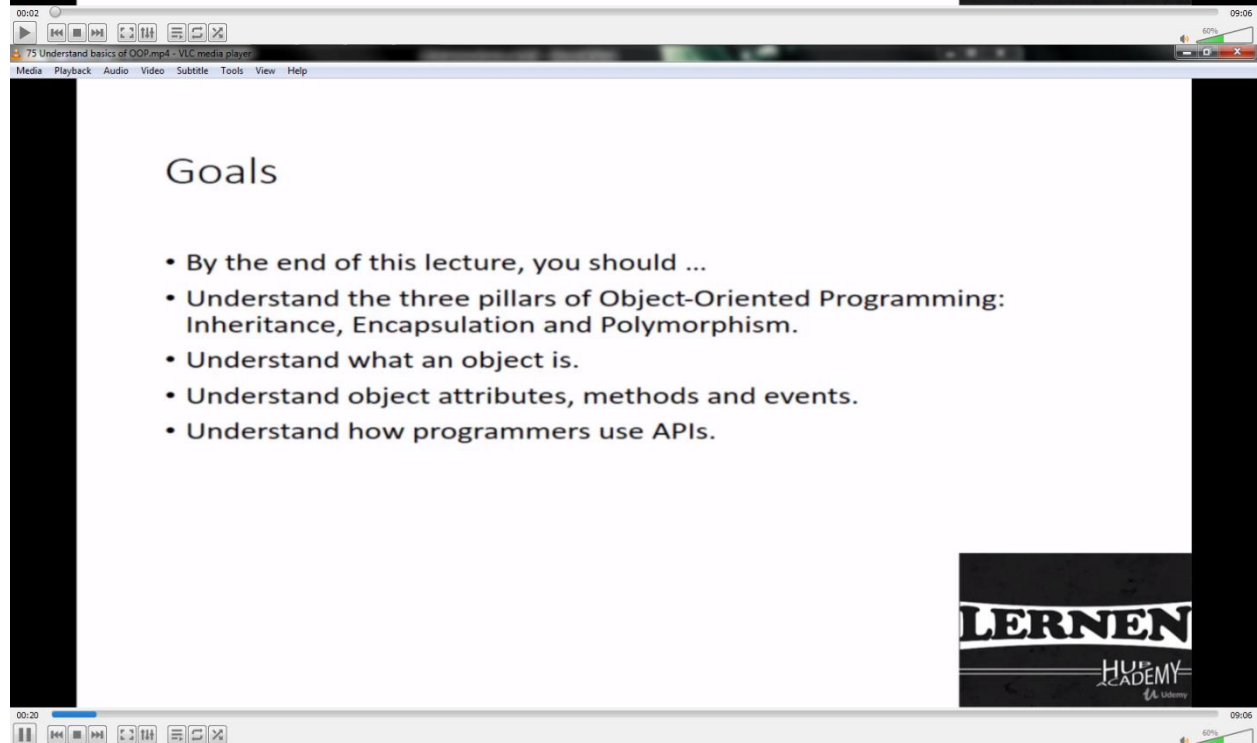 00:02
09:06
60%
75 Understand basics of OOP.mp4 - VLC media player
Media Playback Audio Video Subtitle Tools View Help
Goals
• By the end of this lecture, you should ...
• Understand the three pillars of Object-Oriented Programming:
Inheritance, Encapsulation and Polymorphism.
• Understand what an object is.
• Understand object attributes, methods and events.
• Understand how programmers use APIs.
LERNEN
HUB
ACADEMY
Udemy
00:20
09:06
60%